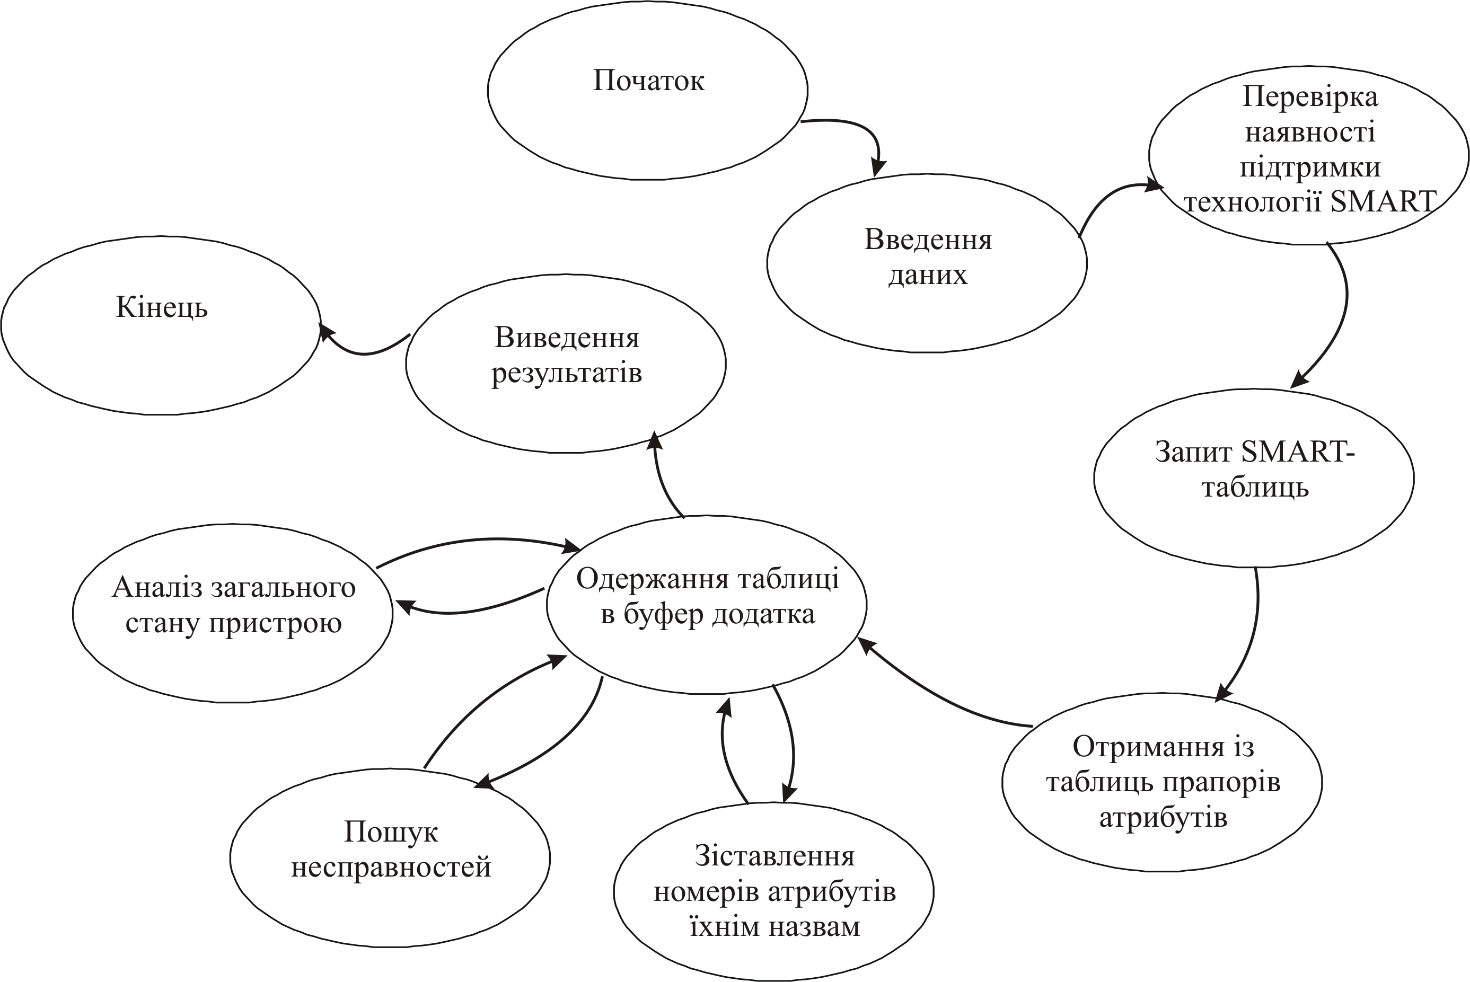 Початок
Перевірка
наявності
підтримки
технології SMART
Введення
даних
Кінець
Виведення
результатів
Запит SMART-
таблиць
Аналіз загального
стану пристрою
Одержання таблиці
в буфер додатка
Отримання із
таблиць прапорів
атрибутів
Пошук
несправностей
Зіставлення
номерів атрибутів
їхнім назвам